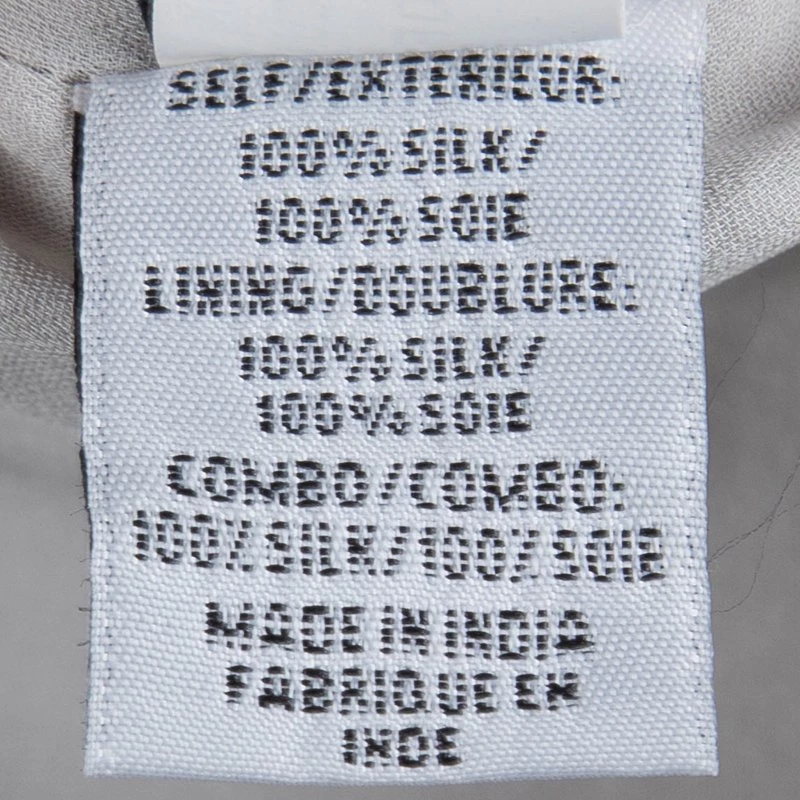 SELF/EXTERIEUR:
100% SILK/
100% SOIE
LINING/DOUBLURE:
100% SILK/
100% SOIE
COMBO/COMBO:
100% SILK/100% SOIE
MADE IN INDIA
FABRIQUE EN
INDE